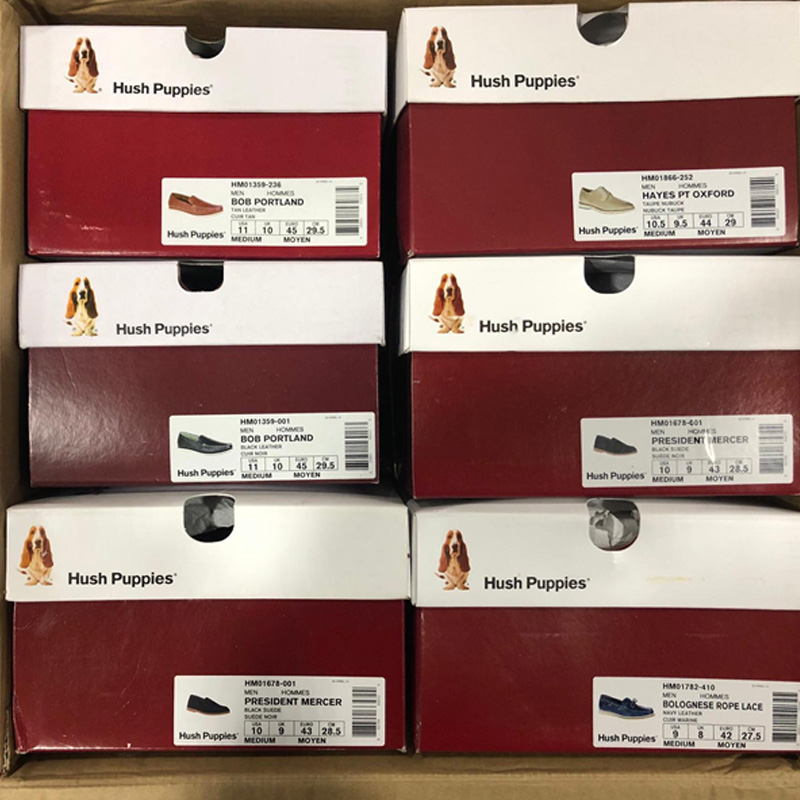 Hush Puppies®
HM01359-236
MEN HOMMES
BOB PORTLAND
TAN LEATHER
CUIR TAN
USA UK EURO CM
11 10 45 29.5
MEDIUM MOYEN
Hush Puppies
Hush Puppies®
HM01866-252
MEN HOMMES
HAYES PT OXFORD
TAUPE NUBUCK
NUBUCK TAUPE
USA UK EURO CM
10.5 9.5 44 29
MEDIUM MOYEN
Hush Puppies
Hush Puppies®
HM01359-001
MEN HOMMES
BOB PORTLAND
BLACK LEATHER
CUIR NOIR
USA UK EURO CM
11 10 45 29.5
MEDIUM MOYEN
Hush Puppies
Hush Puppies®
HM01678-001
MEN HOMMES
PRESIDENT MERCER
BLACK SUEDE
SUEDE NOIR
USA UK EURO CM
10 9 43 28.5
MEDIUM MOYEN
Hush Puppies
Hush Puppies®
HM01678-001
MEN HOMMES
PRESIDENT MERCER
BLACK SUEDE
SUEDE NOIR
USA UK EURO CM
10 9 43 28.5
MEDIUM MOYEN
Hush Puppies
Hush Puppies®
HM01782-410
MEN HOMMES
BOLOGNESE ROPE LACE
NAVY LEATHER
CUIR MARINE
USA UK EURO CM
9 8 42 27.5
MEDIUM MOYEN
Hush Puppies